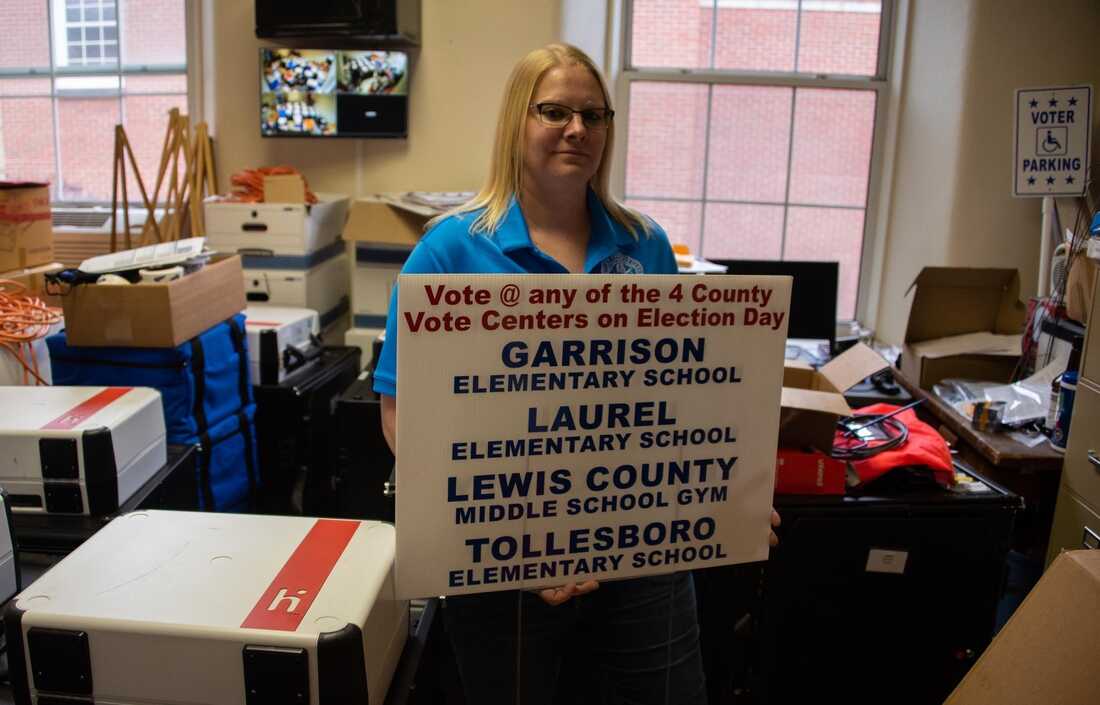 VOTER
PARKING
Vote @ any of the 4 County
Vote Centers on Election Day
GARRISON
ELEMENTARY SCHOOL
LAUREL
ELEMENTARY SCHOOL
LEWIS COUNTY
MIDDLE SCHOOL GYM
TOLLESBORO
ELEMENTARY SCHOOL
h